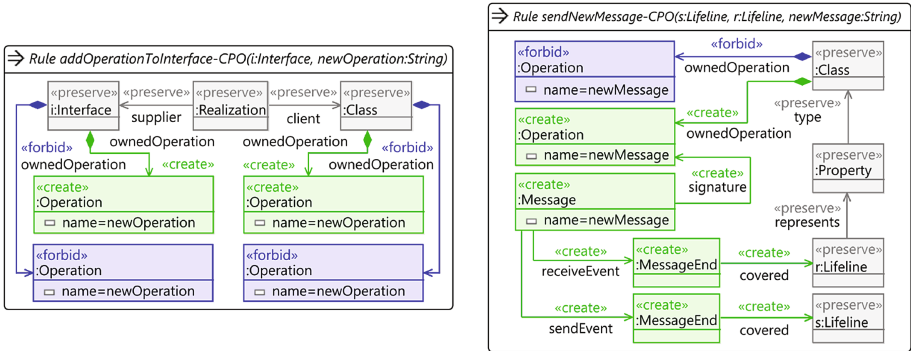 Rule addOperationToInterface-CPO(i:Interface, newOperation:String)
«preserve» «preserve» «preserve» «preserve» «preserve»
i:Interface :Realization :Class
supplier client
ownedOperation ownedOperation
«forbid» «forbid»
ownedOperation «create» «create» ownedOperation
«create» «create»
:Operation :Operation
name=newOperation name=newOperation
«forbid» «forbid»
:Operation :Operation
name=newOperation name=newOperation
Rule sendNewMessage-CPO(s:Lifeline, r:Lifeline, newMessage:String)
«forbid» «forbid» «preserve»
:Operation ownedOperation :Class
name=newMessage
«create» «preserve»
«create» ownedOperation type
:Operation
name=newMessage
«create» «preserve»
«create» signature :Property
:Message
name=newMessage
«preserve»
represents
«create» «create» «create» «preserve»
receiveEvent :MessageEnd covered r:Lifeline
«create» «create» «create» «preserve»
sendEvent :MessageEnd covered s:Lifeline